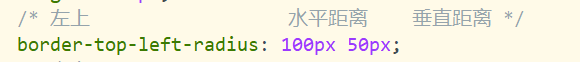 /* 左上 水平距离 垂直距离 */
border-top-left-radius: 100px 50px;